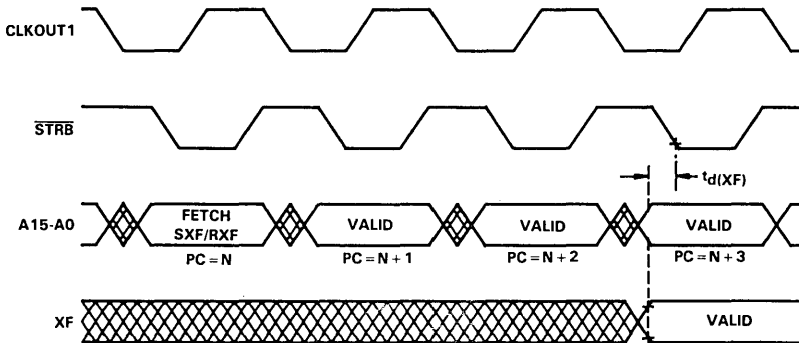 CLKOUT1
STRB
td(XF)
A15-A0
FETCH
SXF/RXF
VALID
VALID
VALID
PC = N
PC = N + 1
PC = N + 2
PC = N + 3
XF
VALID